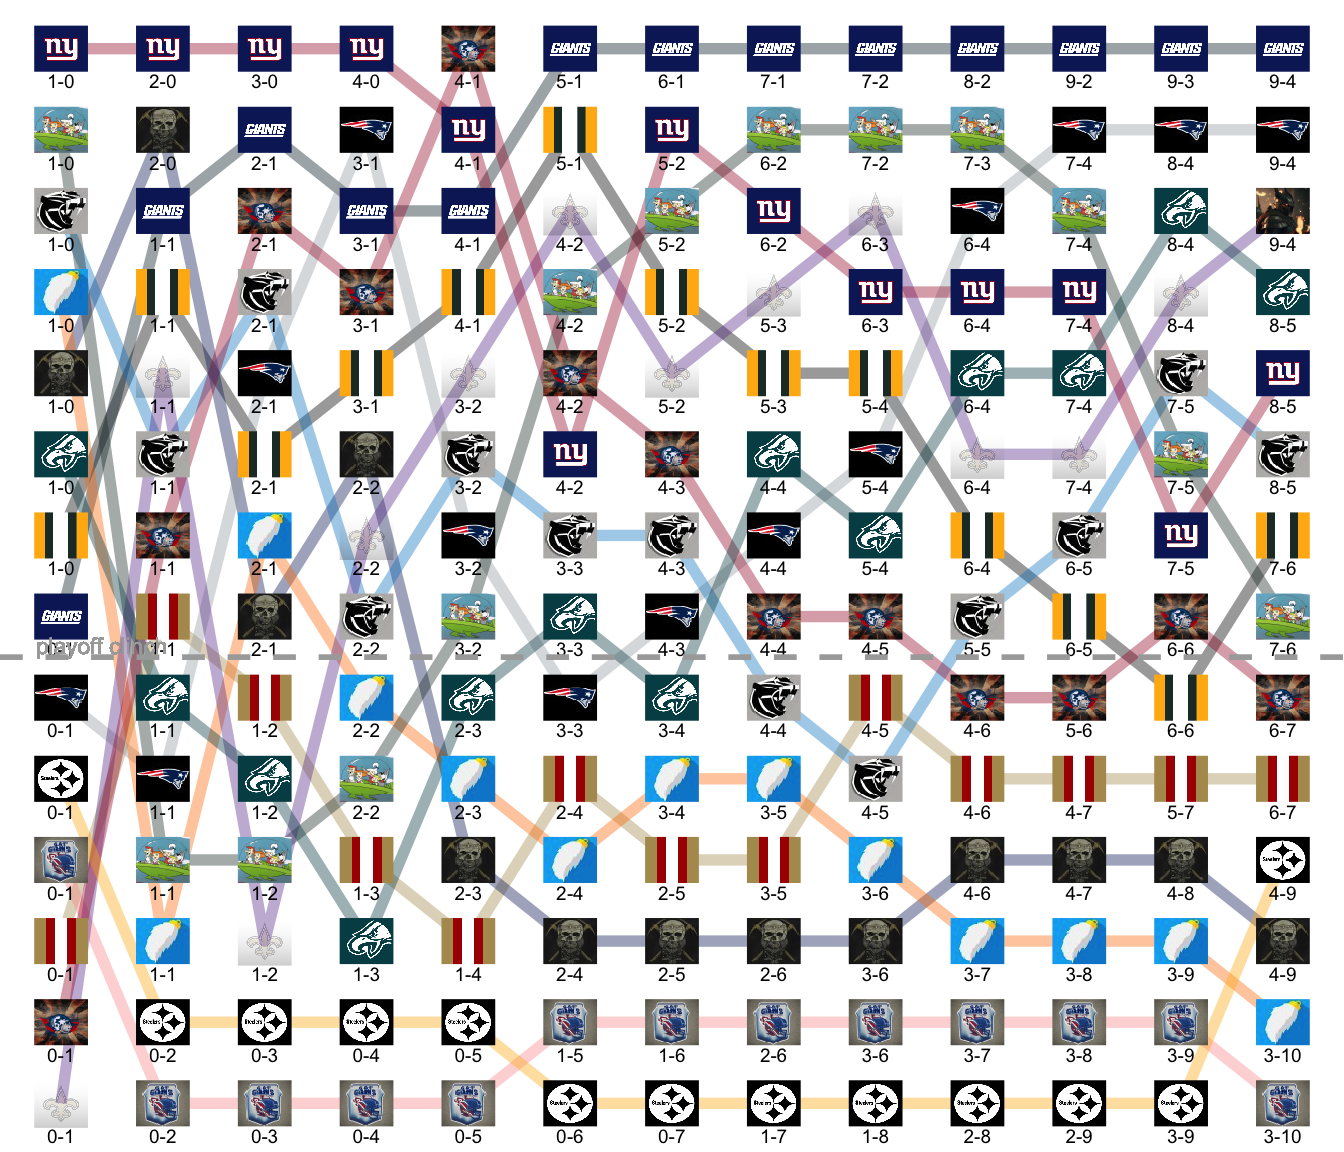 ny ny ny ny GIANTS GIANTS GIANTS GIANTS GIANTS GIANTS GIANTS GIANTS
1-0 2-0 3-0 4-0 4-1 5-1 6-1 7-1 7-2 8-2 9-2 9-3 9-4
GIANTS ny ny
1-0 2-0 2-1 3-1 4-1 5-1 5-2 6-2 7-2 7-3 7-4 8-4 9-4
GIANTS GIANTS GIANTS ny
1-0 1-1 2-1 3-1 4-1 4-2 5-2 6-2 6-3 6-4 7-4 8-4 9-4
ny ny ny
1-0 1-1 2-1 3-1 4-1 4-2 5-2 5-3 6-3 6-4 7-4 8-4 8-5
ny
1-0 1-1 2-1 3-1 3-2 4-2 5-2 5-3 5-4 6-4 7-4 7-5 8-5
ny
1-0 1-1 2-1 2-2 3-2 4-2 4-3 4-4 5-4 6-4 7-4 7-5 8-5
ny
1-0 1-1 2-1 2-2 3-2 3-3 4-3 4-4 5-4 6-4 6-5 7-5 7-6
GIANTS
playoff
2-1 2-2 3-2 3-3 4-3 4-4 4-5 5-5 6-5 6-6 7-6
0-1 1-1 1-2 2-2 2-3 3-3 3-4 4-4 4-5 4-6 5-6 6-6 6-7
Steelers
0-1 1-1 1-2 2-2 2-3 2-4 3-4 3-5 4-5 4-6 4-7 5-7 6-7
Steelers
0-1 1-1 1-2 1-3 2-3 2-4 2-5 3-5 3-6 4-6 4-7 4-8 4-9
0-1 1-1 1-2 1-3 1-4 2-4 2-5 2-6 3-6 3-7 3-8 3-9 4-9
Steelers Steelers Steelers Steelers
0-1 0-2 0-3 0-4 0-5 1-5 1-6 2-6 3-6 3-7 3-8 3-9 3-10
Steelers Steelers Steelers Steelers Steelers Steelers Steelers
0-1 0-2 0-3 0-4 0-5 0-6 0-7 1-7 1-8 2-8 2-9 3-9 3-10